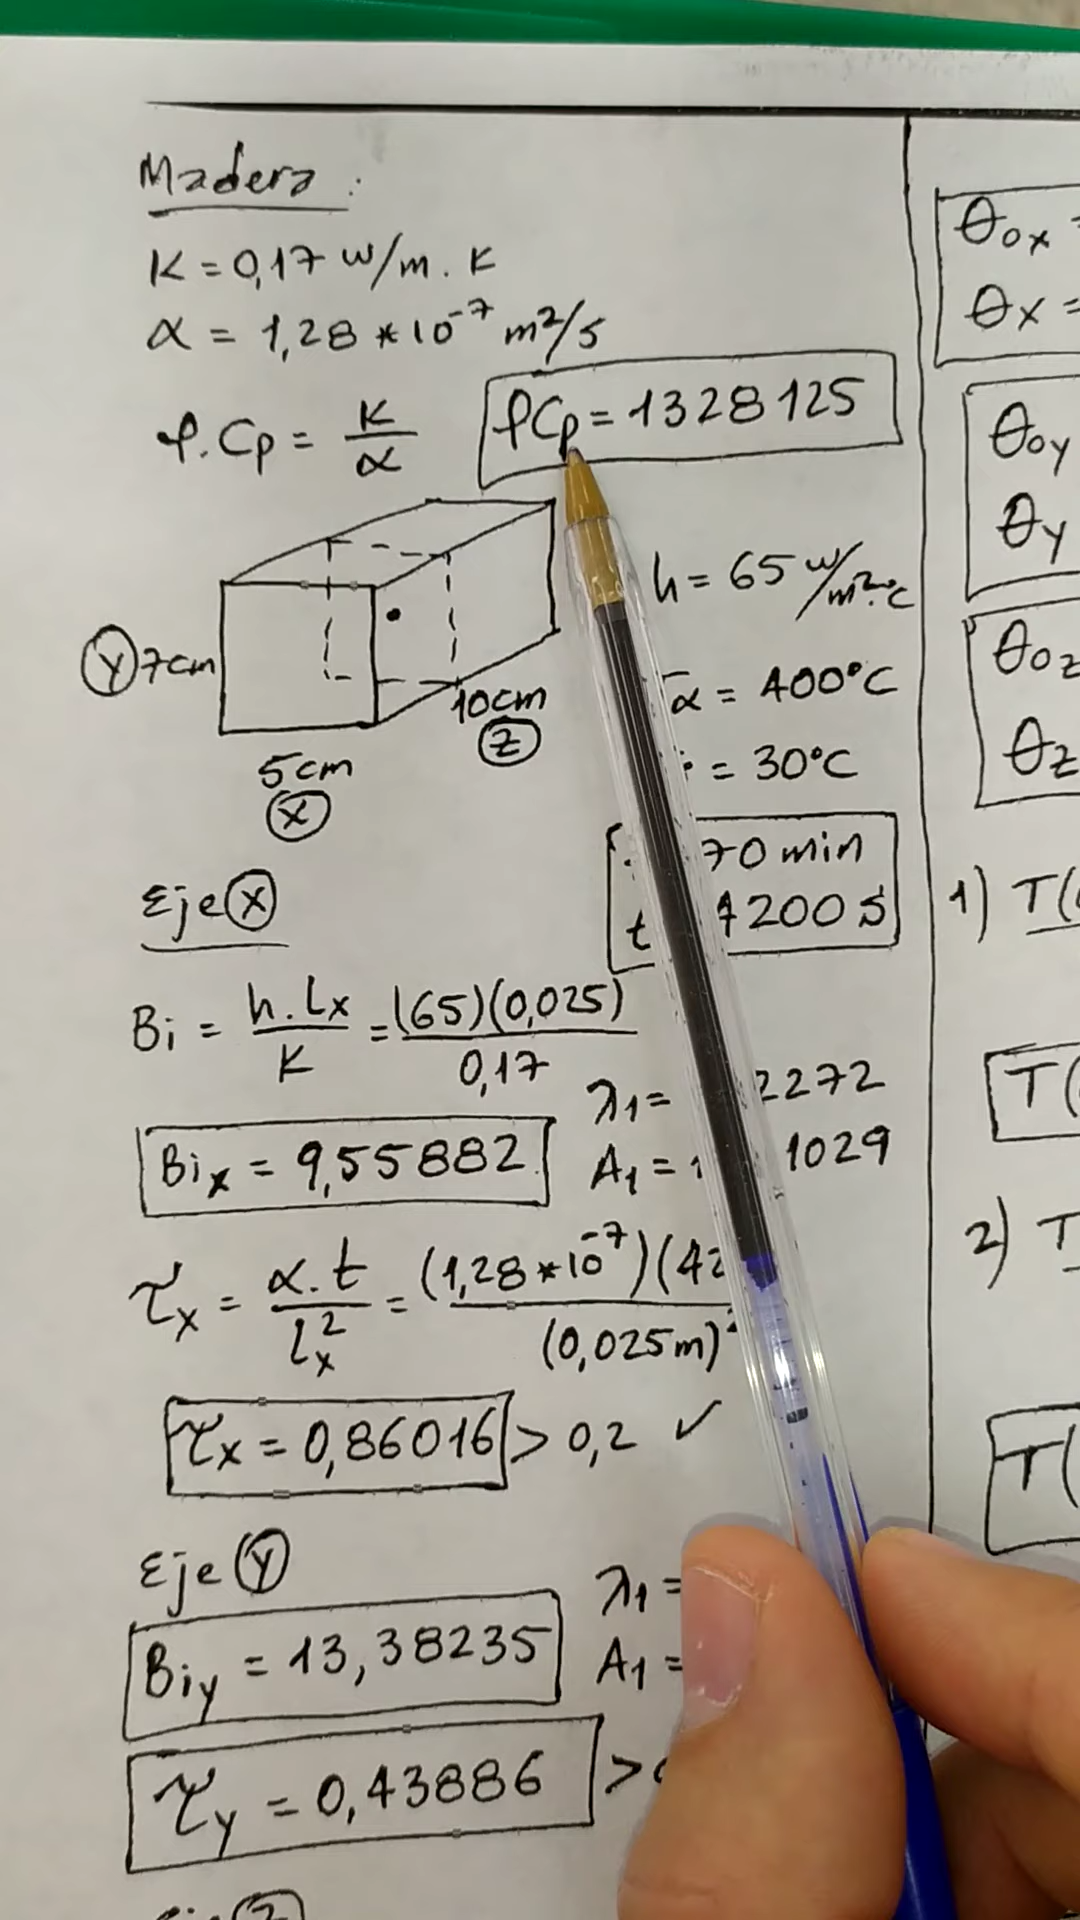 Madera:
K = 0,17 W/m.K
α = 1,28 * 10⁻⁷ m²/s
ρ.Cp = K/α
ρCp = 1328125
Y 7cm
10cm
Z
5cm
X
h = 65 W/m².°C
α = 400°C
= 30°C
70 min
t 4200 s
Eje X
Bi = h.Lx/K = (65)(0,025)/0,17
λ1 = 2272
A1 = 1 1029
Bix = 9,55882
τx = α.t/Lx² = (1,28*10⁻⁷)(42 /(0,025m)²
τx = 0,86016 > 0,2 ✓
Eje Y
λ1 =
A1 =
Biy = 13,38235
τy = 0,43886 >
θox =
θx =
θoy
θy
θoz
θz
1) T(
T(
2) T
T(